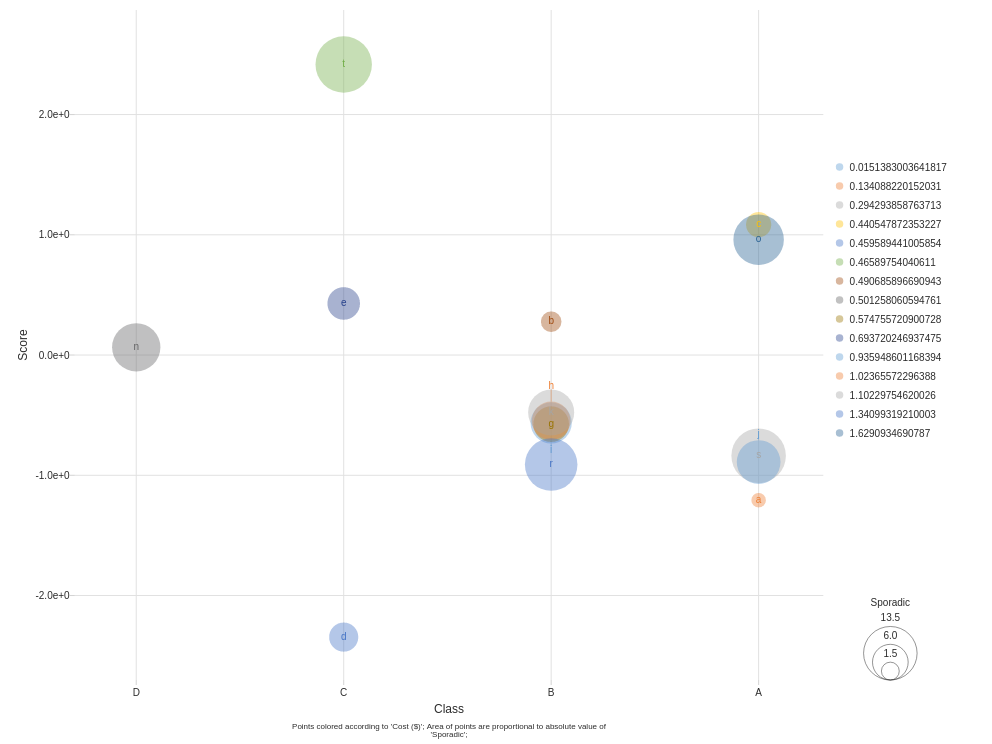 t
2.0e+0
0.0151383003641817
0.134088220152031
0.294293858763713
0.440547872353227
1.0e+0
o
0.459589441005854
0.46589754040611
0.490685896690943
e
0.501258060594761
b
0.574755720900728
0.693720246937475
Score
n
0.0e+0
0.935948601168394
1.02365572296388
h
1.10229754620026
1.34099319210003
g
1.6290934690787
r
s
-1.0e+0
a
-2.0e+0
Sporadic
13.5
6.0
d
1.5
D
C
B
A
Class
Points colored according to 'Cost ($)'; Area of points are proportional to absolute value of
'Sporadic';